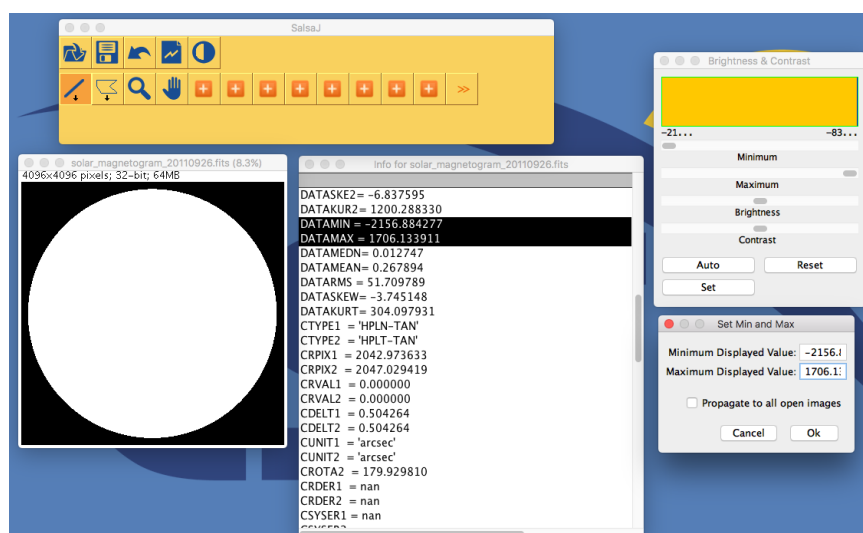 SalsaJ
>>
Brightness & Contrast
−21... −83...
Minimum
Maximum
Brightness
Contrast
Auto Reset
Set
solar_magnetogram_20110926.fits (8.3%)
4096x4096 pixels; 32-bit; 64MB
Info for solar_magnetogram_20110926.fits
DATASKE2= -6.837595
DATAKUR2= 1200.288330
DATAMIN = -2156.884277
DATAMAX = 1706.133911
DATAMEDN= 0.012747
DATAMEAN= 0.267894
DATARMS = 51.709789
DATASKEW= -3.745148
DATAKURT= 304.097931
CTYPE1 = 'HPLN-TAN'
CTYPE2 = 'HPLT-TAN'
CRPIX1 = 2042.973633
CRPIX2 = 2047.029419
CRVAL1 = 0.000000
CRVAL2 = 0.000000
CDELT1 = 0.504264
CDELT2 = 0.504264
CUNIT1 = 'arcsec'
CUNIT2 = 'arcsec'
CROTA2 = 179.929810
CRDER1 = nan
CRDER2 = nan
CSYSER1 = nan
Set Min and Max
Minimum Displayed Value: -2156.
Maximum Displayed Value: 1706.1
Propagate to all open images
Cancel Ok